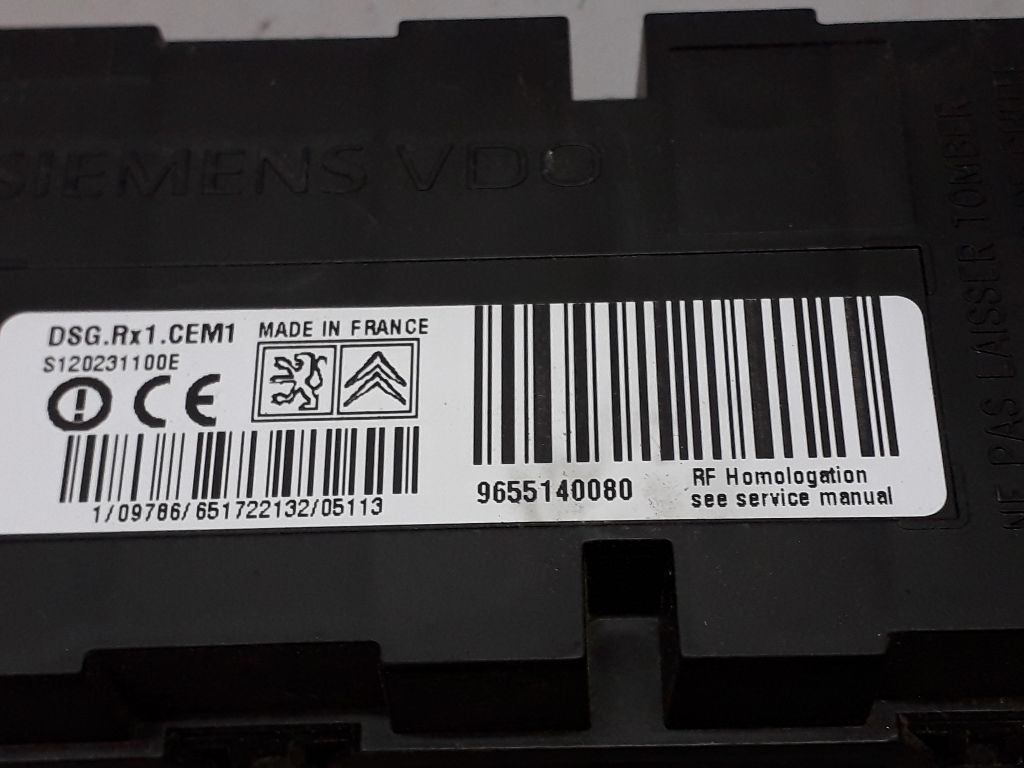 SIEMENS VDO
DSG.Rx1.CEM1
MADE IN FRANCE
S120231100E
CE
1/09786/651722132/05113
9655140080
RF Homologation
see service manual
NE PAS LAISSER TOMBER